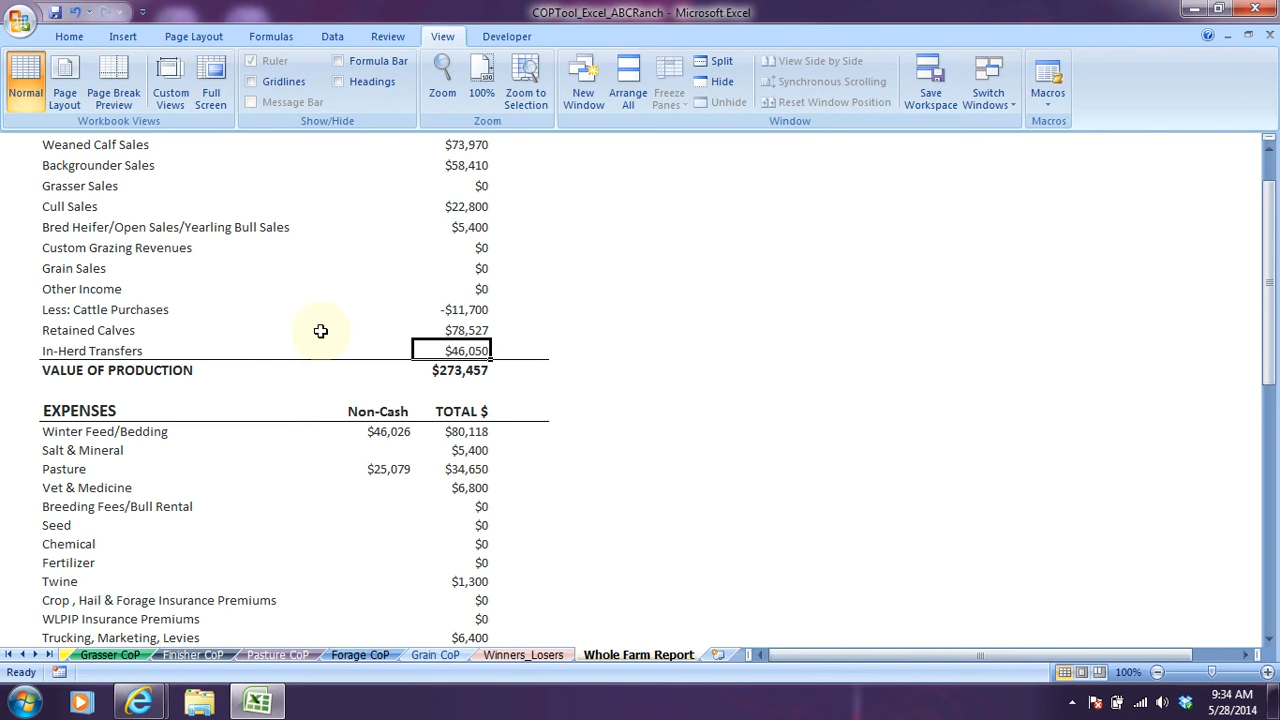 COPTool_Excel_ABCRanch - Microsoft Excel
Home Insert Page Layout Formulas Data Review View Developer
Normal
Page Layout
Page Break Preview
Custom Views
Full Screen
Workbook Views
Ruler
Formula Bar
Gridlines
Headings
Message Bar
Show/Hide
Zoom
100%
Zoom to Selection
Zoom
New Window
Arrange All
Freeze Panes
Split
Hide
Unhide
View Side by Side
Synchronous Scrolling
Reset Window Position
Save Workspace
Switch Windows
Window
Macros
Macros
Weaned Calf Sales $73,970
Backgrounder Sales $58,410
Grasser Sales $0
Cull Sales $22,800
Bred Heifer/Open Sales/Yearling Bull Sales $5,400
Custom Grazing Revenues $0
Grain Sales $0
Other Income $0
Less: Cattle Purchases -$11,700
Retained Calves $78,527
In-Herd Transfers $46,050
VALUE OF PRODUCTION $273,457
EXPENSES Non-Cash TOTAL $
Winter Feed/Bedding $46,026 $80,118
Salt & Mineral $5,400
Pasture $25,079 $34,650
Vet & Medicine $6,800
Breeding Fees/Bull Rental $0
Seed $0
Chemical $0
Fertilizer $0
Twine $1,300
Crop , Hail & Forage Insurance Premiums $0
WLPIP Insurance Premiums $0
Trucking, Marketing, Levies $6,400
Grasser CoP Finisher CoP Pasture CoP Forage CoP Grain CoP Winners_Losers Whole Farm Report
Ready 100%
9:34 AM
5/28/2014